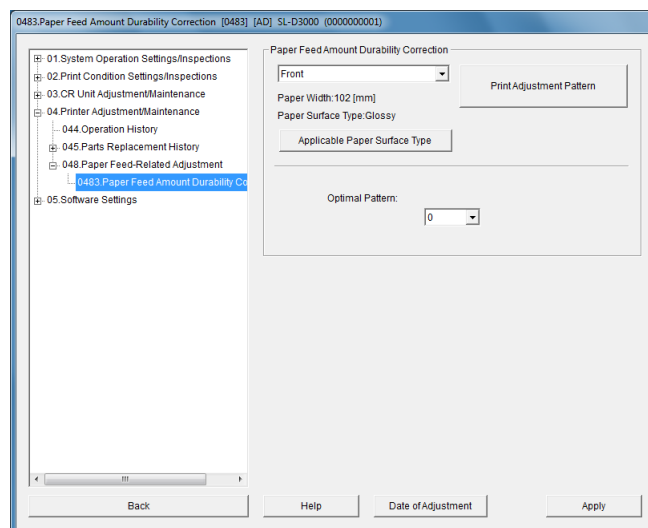 0483.Paper Feed Amount Durability Correction [0483] [AD] SL-D3000 (0000000001)
01.System Operation Settings/Inspections
02.Print Condition Settings/Inspections
03.CR Unit Adjustment/Maintenance
04.Printer Adjustment/Maintenance
044.Operation History
045.Parts Replacement History
048.Paper Feed-Related Adjustment
0483.Paper Feed Amount Durability Co
05.Software Settings
Paper Feed Amount Durability Correction
Front
Print Adjustment Pattern
Paper Width:102 [mm]
Paper Surface Type:Glossy
Applicable Paper Surface Type
Optimal Pattern:
0
Back
Help
Date of Adjustment
Apply